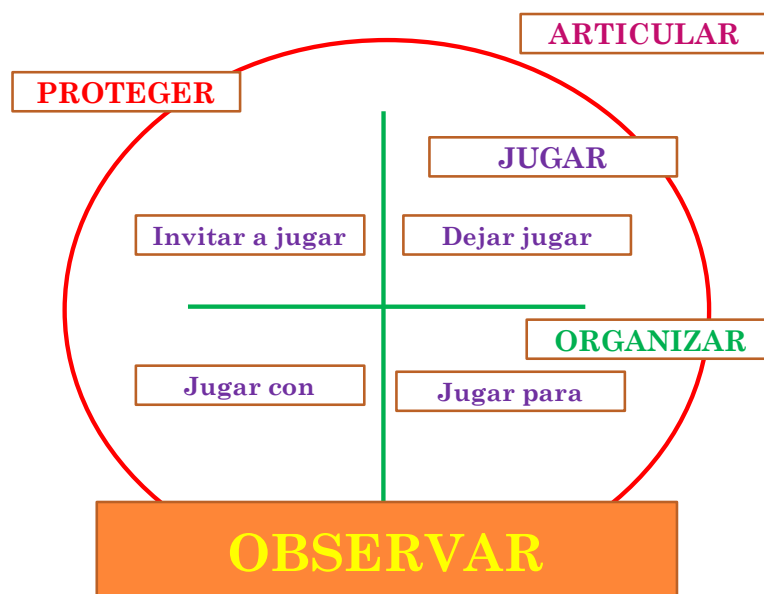 ARTICULAR
PROTEGER
JUGAR
Invitar a jugar
Dejar jugar
ORGANIZAR
Jugar con
Jugar para
OBSERVAR